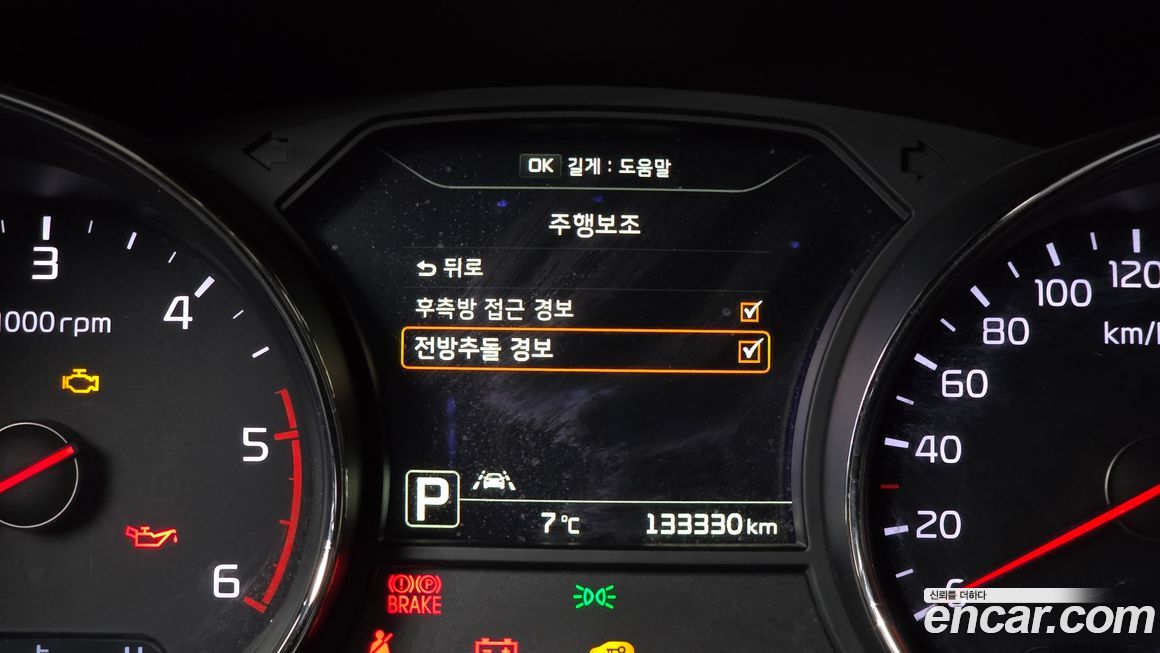 OK 길게 : 도움말
주행보조
뒤로
후측방 접근 경보
전방추돌 경보
P
7 ℃ 133330 km
3
4
5
6
1000rpm
120
100
80
60
40
20
km/h
BRAKE
신뢰를 더하다
encar.com